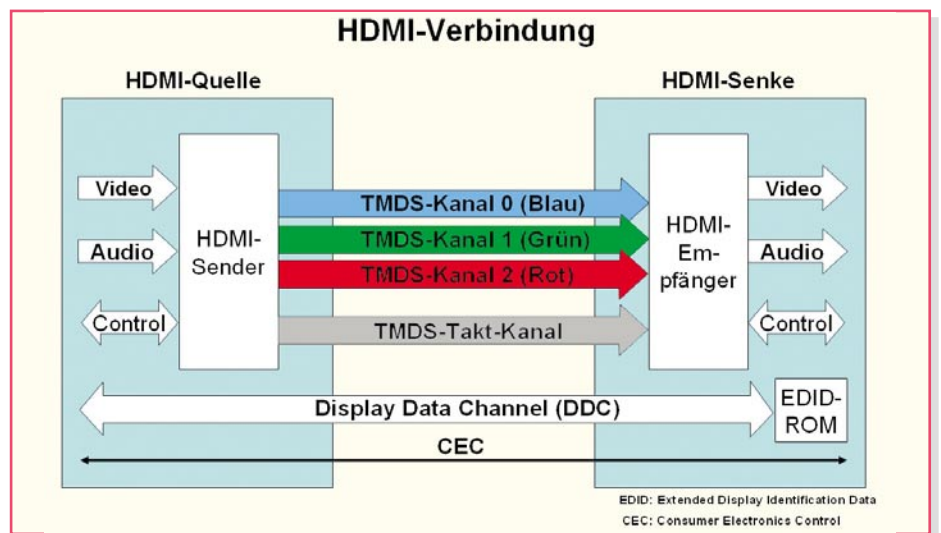 HDMI-Verbindung
HDMI-Quelle
HDMI-Senke
Video
Audio
Control
HDMI-
Sender
TMDS-Kanal 0 (Blau)
TMDS-Kanal 1 (Grün)
TMDS-Kanal 2 (Rot)
TMDS-Takt-Kanal
HDMI-
Em-
pfänger
Video
Audio
Control
Display Data Channel (DDC)
EDID-
ROM
CEC
EDID: Extended Display Identification Data
CEC: Consumer Electronics Control